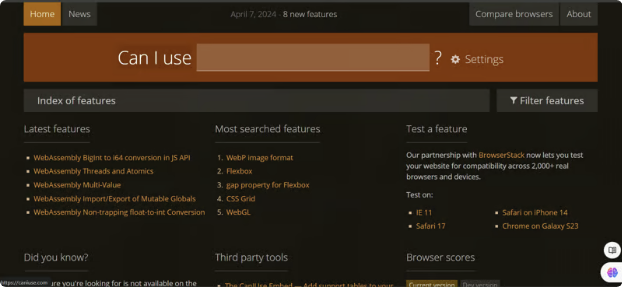 Home News April 7, 2024 - 8 new features Compare browsers About
Can I use ? Settings
Index of features Filter features
Latest features
WebAssembly BigInt to i64 conversion in JS API
WebAssembly Threads and Atomics
WebAssembly Multi-Value
WebAssembly Import/Export of Mutable Globals
WebAssembly Non-trapping float-to-int Conversion
Most searched features
1. WebP image format
2. Flexbox
3. gap property for Flexbox
4. CSS Grid
5. WebGL
Test a feature
Our partnership with BrowserStack now lets you
test your website for compatibility across 2,000+ real
browsers and devices.
Test on:
IE 11
Safari 17
Safari on iPhone 14
Chrome on Galaxy S23
Did you know?
are you're looking for is not available on the
Third party tools
The CanIUse Embed — Add support tables to your
Browser scores
Current version Dev version
https://caniuse.com